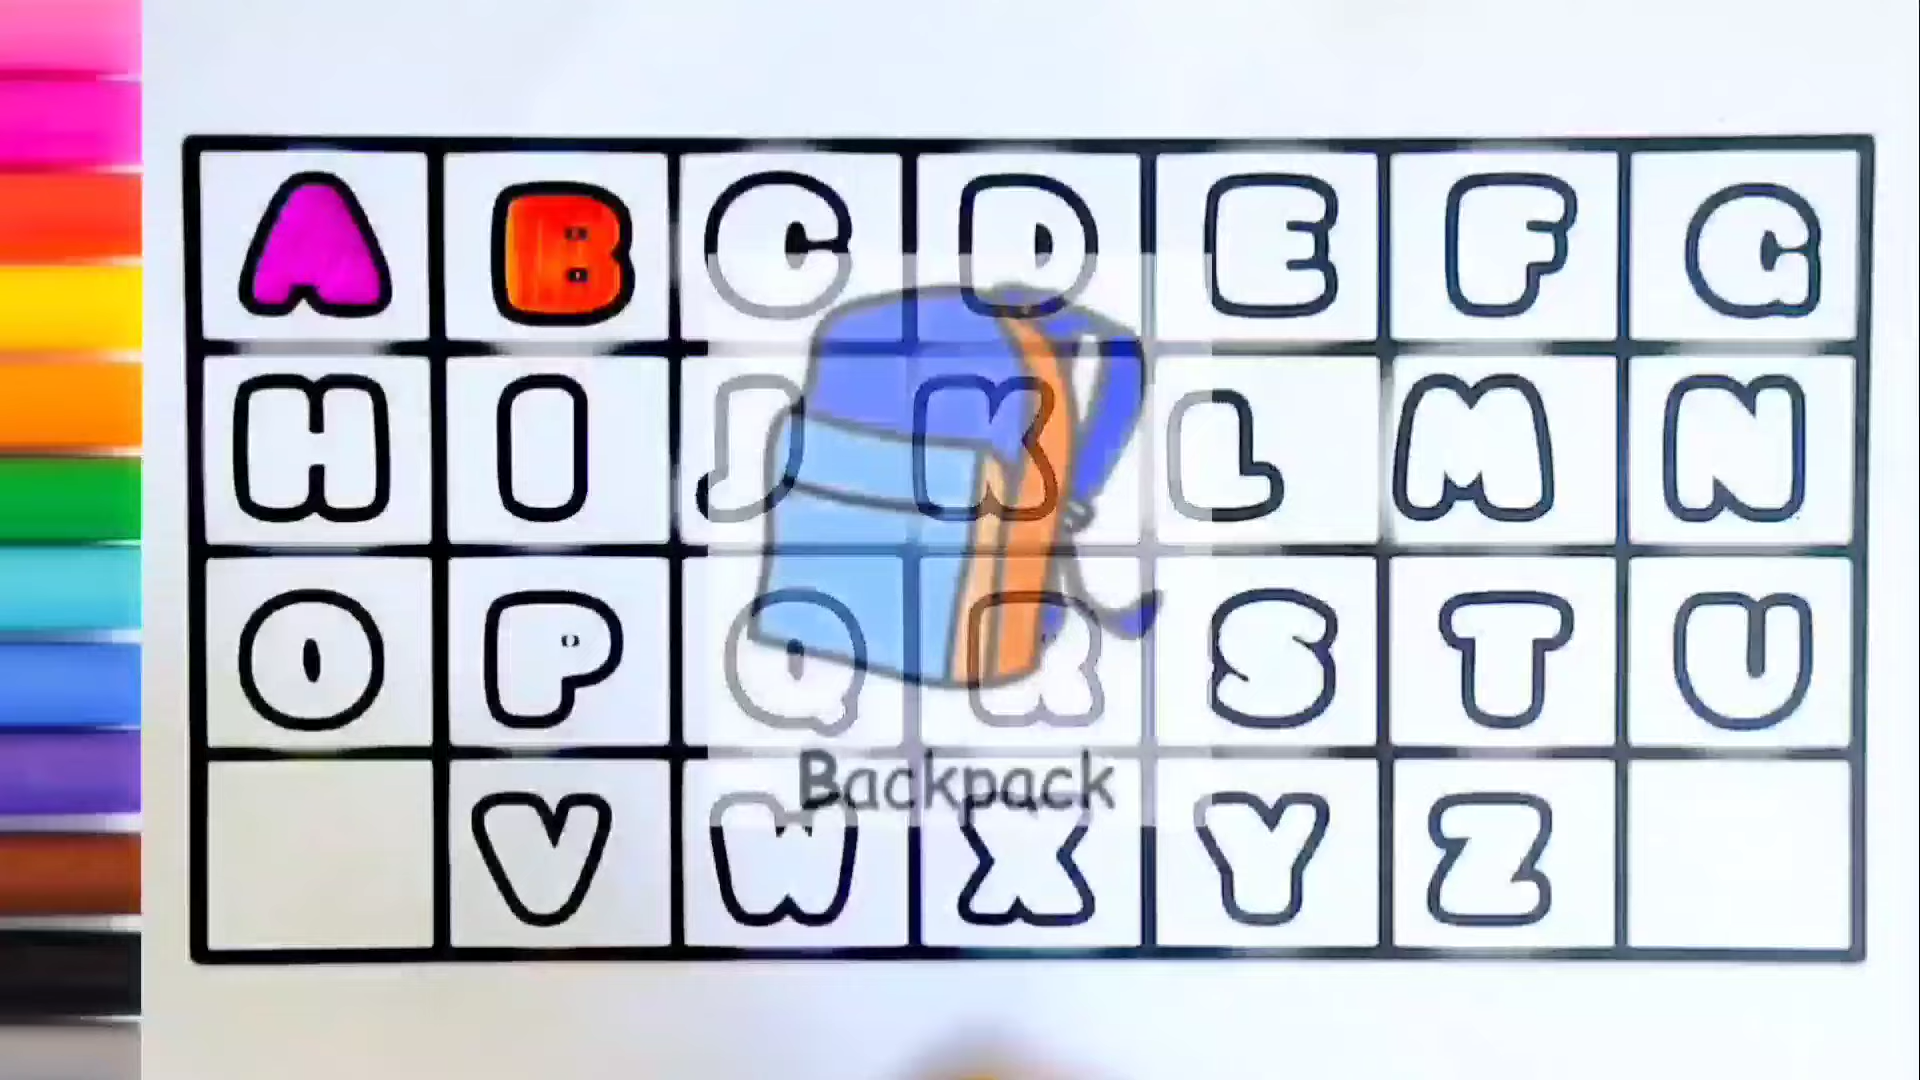 A B C D E F G
H I J K L M N
O P Q R S T U
V W X Y Z
Backpack